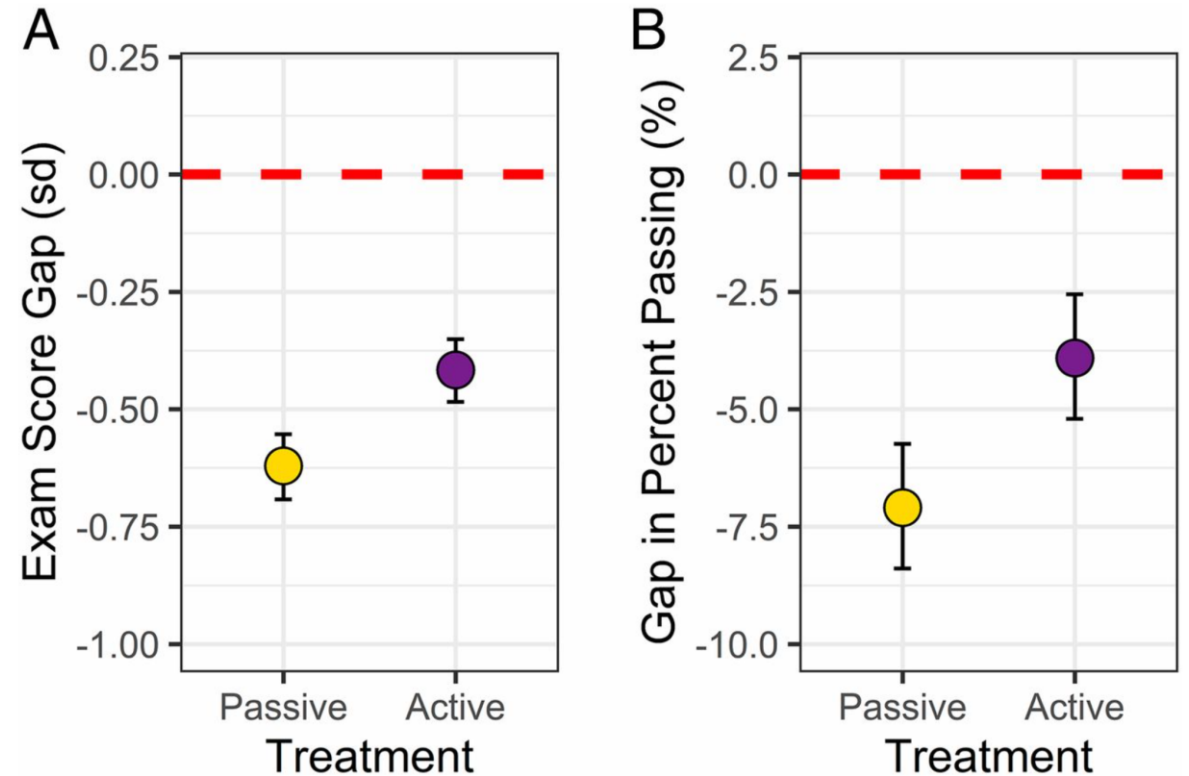 A
Exam Score Gap (sd)
0.25
0.00
-0.25
-0.50
-0.75
-1.00
Passive
Active
Treatment
B
Gap in Percent Passing (%)
2.5
0.0
-2.5
-5.0
-7.5
-10.0
Passive
Active
Treatment